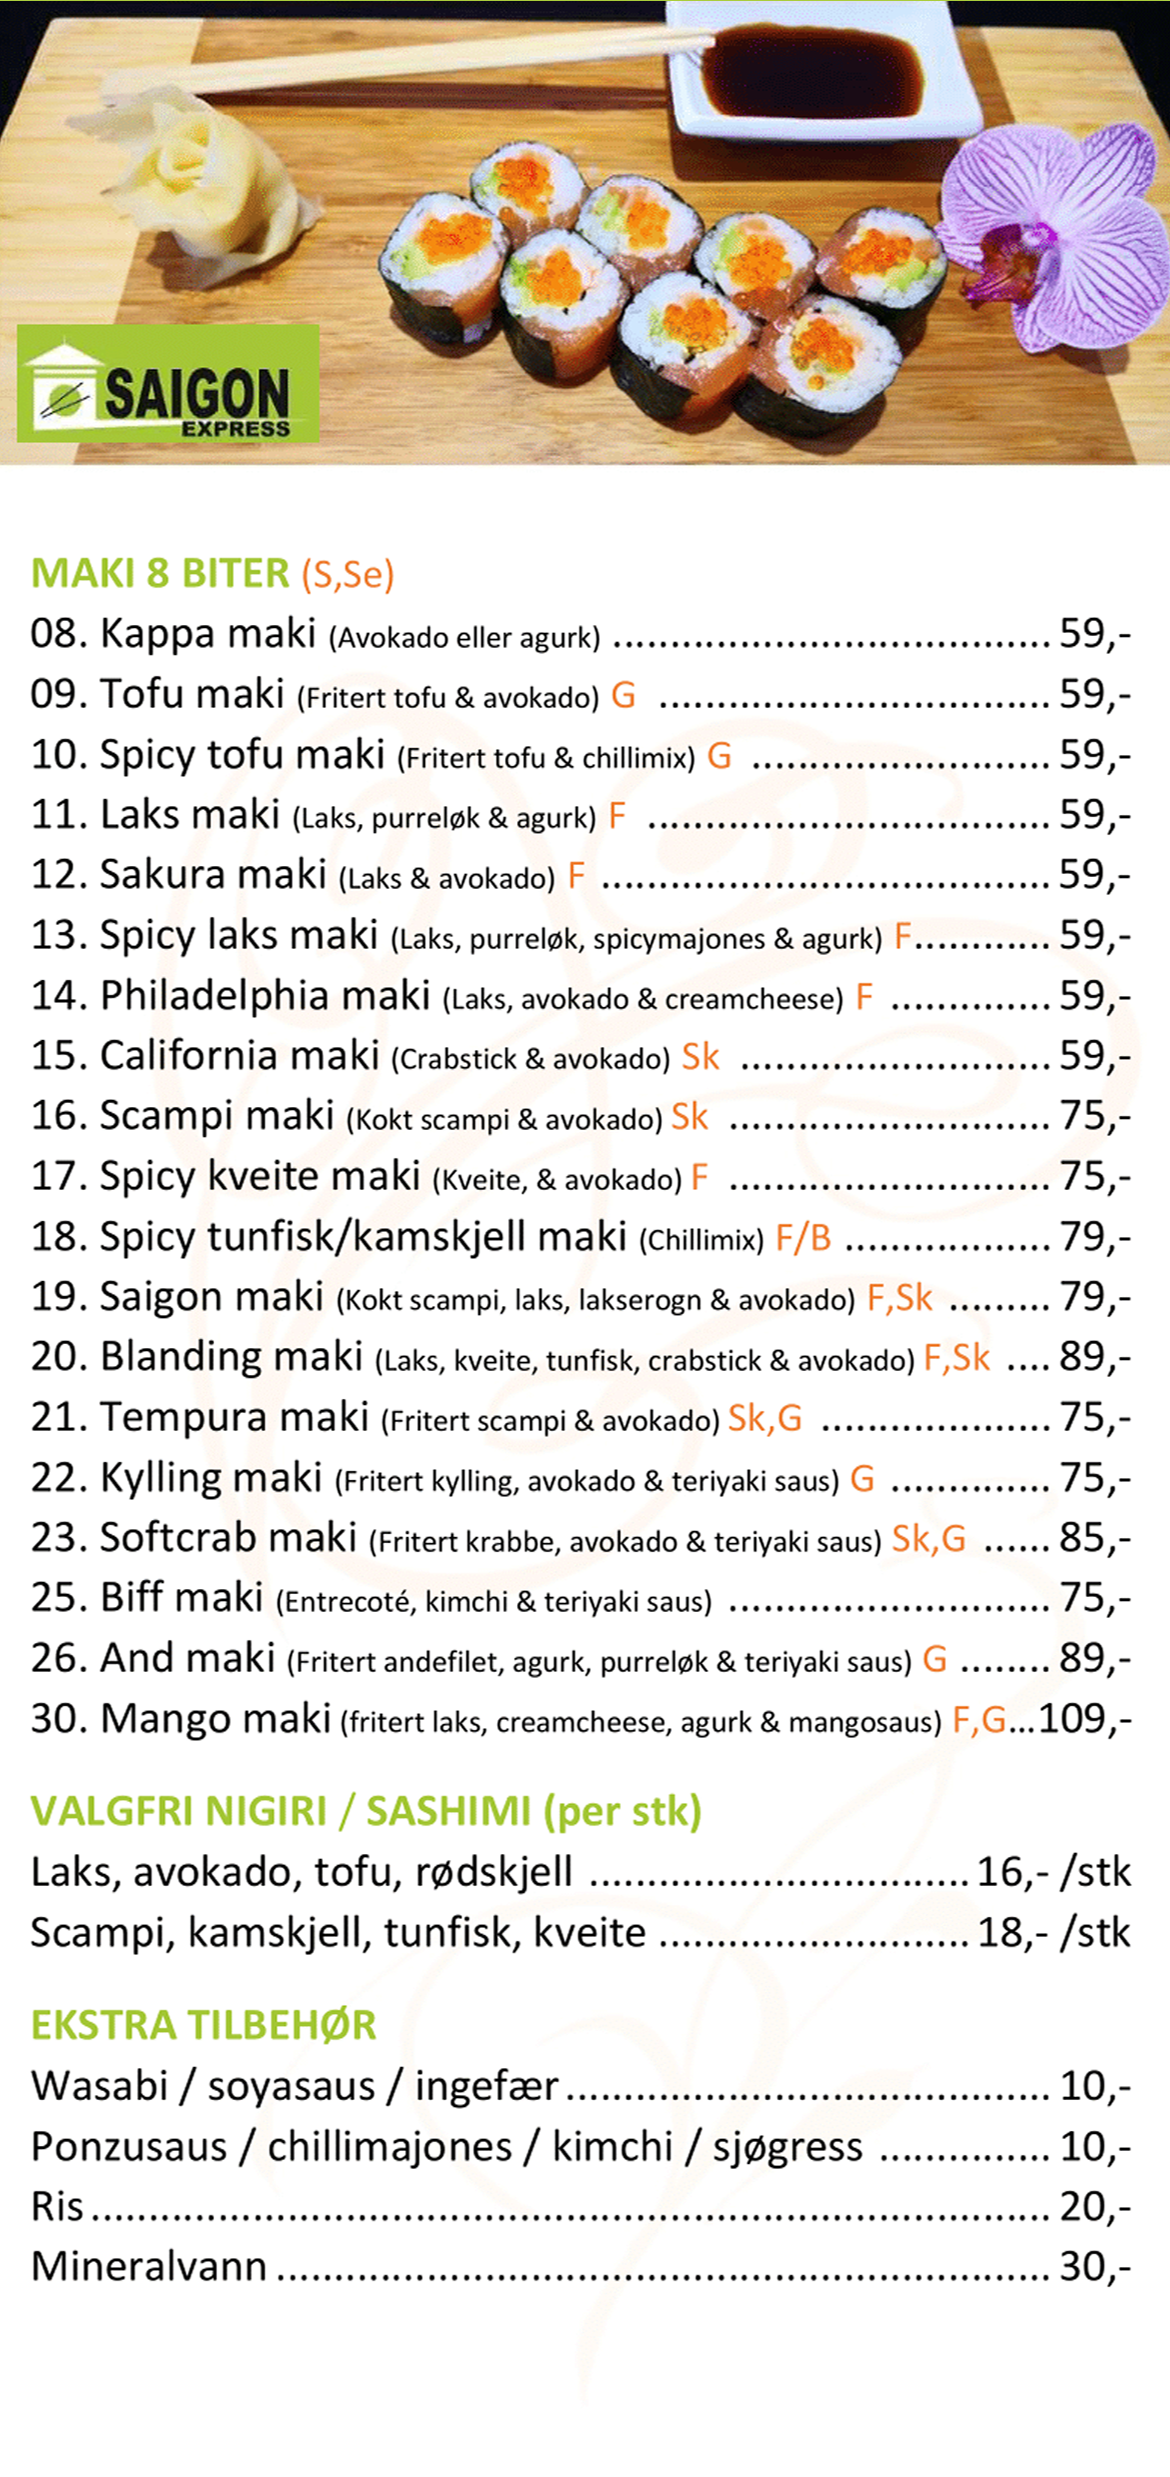 SAIGON
EXPRESS
MAKI 8 BITER (S,Se)
08. Kappa maki (Avokado eller agurk) ...................................... 59,-
09. Tofu maki (Fritert tofu & avokado) G .................................. 59,-
10. Spicy tofu maki (Fritert tofu & chillimix) G .......................... 59,-
11. Laks maki (Laks, purreløk & agurk) F ................................... 59,-
12. Sakura maki (Laks & avokado) F ....................................... 59,-
13. Spicy laks maki (Laks, purreløk, spicymajones & agurk) F............ 59,-
14. Philadelphia maki (Laks, avokado & creamcheese) F .............. 59,-
15. California maki (Crabstick & avokado) Sk ........................... 59,-
16. Scampi maki (Kokt scampi & avokado) Sk ............................ 75,-
17. Spicy kveite maki (Kveite, & avokado) F ............................ 75,-
18. Spicy tunfisk/kamskjell maki (Chillimix) F/B .................. 79,-
19. Saigon maki (Kokt scampi, laks, lakserogn & avokado) F,Sk ......... 79,-
20. Blanding maki (Laks, kveite, tunfisk, crabstick & avokado) F,Sk .... 89,-
21. Tempura maki (Fritert scampi & avokado) Sk,G .................... 75,-
22. Kylling maki (Fritert kylling, avokado & teriyaki saus) G .............. 75,-
23. Softcrab maki (Fritert krabbe, avokado & teriyaki saus) Sk,G ...... 85,-
25. Biff maki (Entrecoté, kimchi & teriyaki saus) ............................ 75,-
26. And maki (Fritert andefilet, agurk, purreløk & teriyaki saus) G ........ 89,-
30. Mango maki (fritert laks, creamcheese, agurk & mangosaus) F,G...109,-
VALGFRI NIGIRI / SASHIMI (per stk)
Laks, avokado, tofu, rødskjell ................................. 16,- /stk
Scampi, kamskjell, tunfisk, kveite ........................... 18,- /stk
EKSTRA TILBEHØR
Wasabi / soyasaus / ingefær.......................................... 10,-
Ponzusaus / chillimajones / kimchi / sjøgress ............... 10,-
Ris................................................................................... 20,-
Mineralvann ................................................................... 30,-